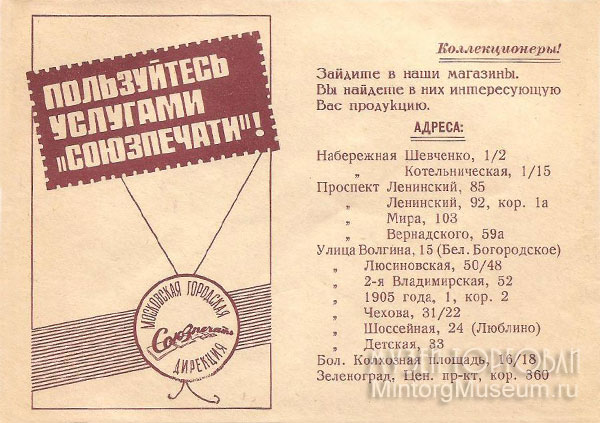 ПОЛЬЗУЙТЕСЬ
УСЛУГАМИ
„СОЮЗПЕЧАТИ"!
МОСКОВСКАЯ ГОРОДСКАЯ
Союзпечать
ДИРЕКЦИЯ
Коллекционеры!
Зайдите в наши магазины.
Вы найдете в них интересующую
Вас продукцию.
АДРЕСА:
Набережная Шевченко, 1/2
„ Котельническая, 1/15
Проспект Ленинский, 85
„ Ленинский, 92, кор. 1а
„ Мира, 103
„ Вернадского, 59а
Улица Волгина, 15 (Бел. Богородское)
„ Люсиновская, 50/48
„ 2-я Владимирская, 52
„ 1905 года, 1, кор. 2
„ Чехова, 31/22
„ Шоссейная, 24 (Люблино)
„ Детская, 33
Бол. Колхозная площадь, 16/18
Зеленоград, Цен. пр-кт, кор. 360
MintorgMuseum.ru